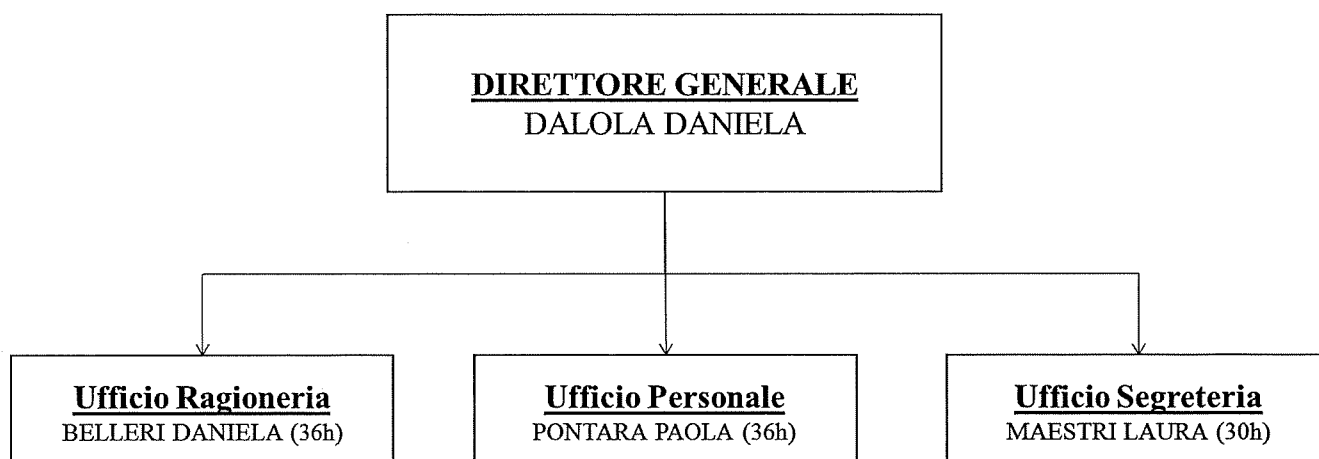 DIRETTORE GENERALE
DALOLA DANIELA
Ufficio Ragioneria
BELLERI DANIELA (36h)
Ufficio Personale
PONTARA PAOLA (36h)
Ufficio Segreteria
MAESTRI LAURA (30h)